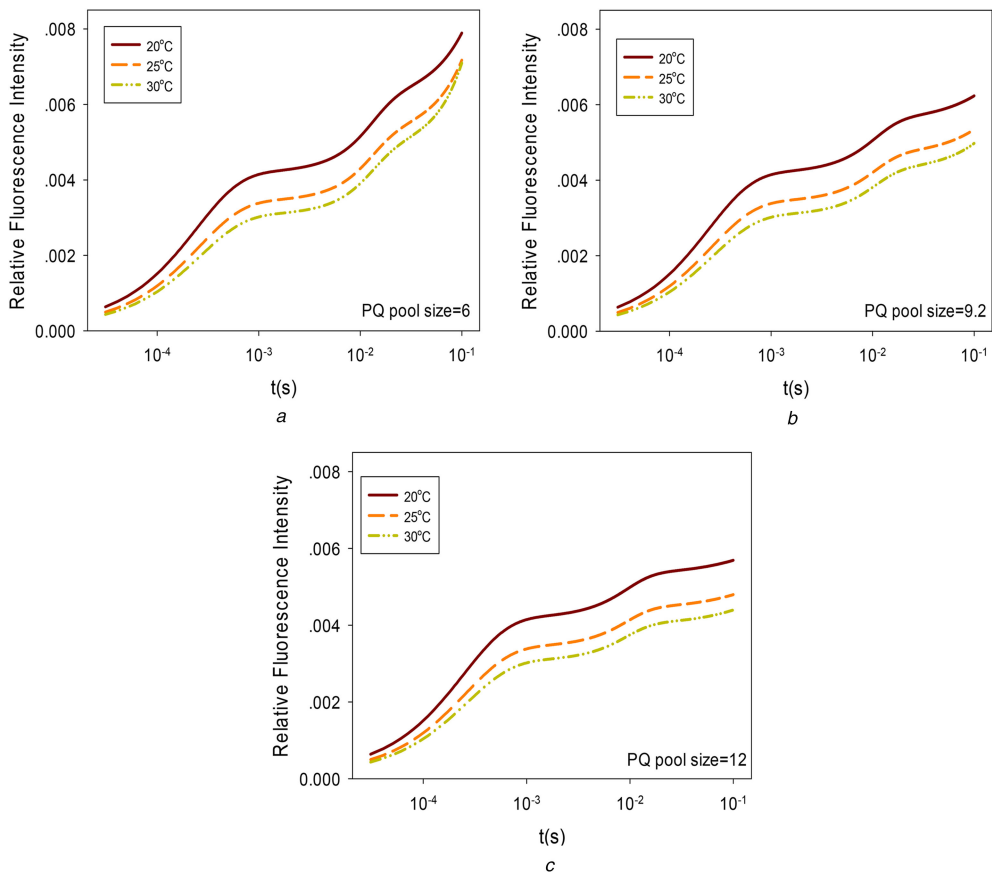 Relative Fluorescence Intensity
.008
.006
.004
.002
0.000
20°C
25°C
30°C
PQ pool size=6
10⁻⁴ 10⁻³ 10⁻² 10⁻¹
t(s)
a
Relative Fluorescence Intensity
.008
.006
.004
.002
0.000
20°C
25°C
30°C
PQ pool size=9.2
10⁻⁴ 10⁻³ 10⁻² 10⁻¹
t(s)
b
Relative Fluorescence Intensity
.008
.006
.004
.002
0.000
20°C
25°C
30°C
PQ pool size=12
10⁻⁴ 10⁻³ 10⁻² 10⁻¹
t(s)
c